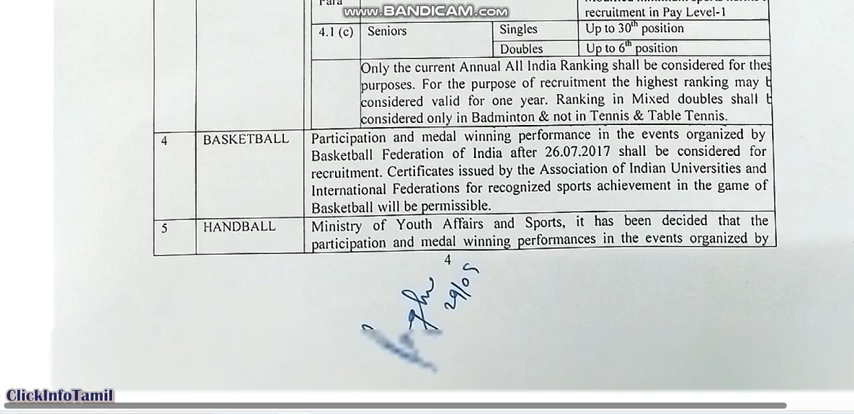 Para
www.BANDICAM.com
recruitment in Pay Level-1
4.1 (c) Seniors Singles Up to 30th position
Doubles Up to 6th position
Only the current Annual All India Ranking shall be considered for thes
purposes. For the purpose of recruitment the highest ranking may b
considered valid for one year. Ranking in Mixed doubles shall b
considered only in Badminton & not in Tennis & Table Tennis.
4 BASKETBALL Participation and medal winning performance in the events organized by
Basketball Federation of India after 26.07.2017 shall be considered for
recruitment. Certificates issued by the Association of Indian Universities and
International Federations for recognized sports achievement in the game of
Basketball will be permissible.
5 HANDBALL Ministry of Youth Affairs and Sports, it has been decided that the
participation and medal winning performances in the events organized by
4
29/05
ClickInfoTamil